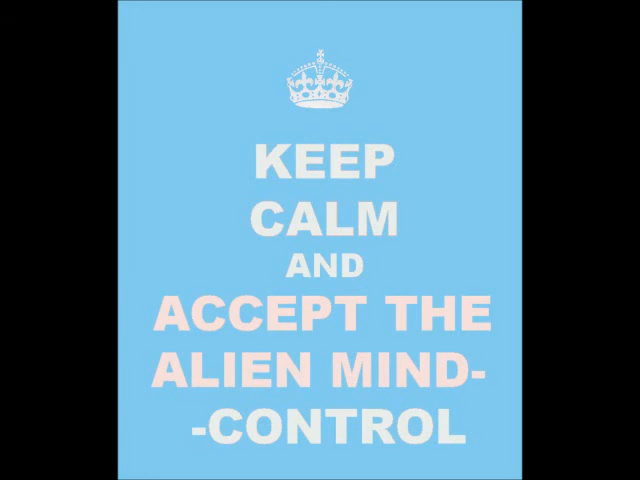 KEEP
CALM
AND
ACCEPT THE
ALIEN MIND-
-CONTROL